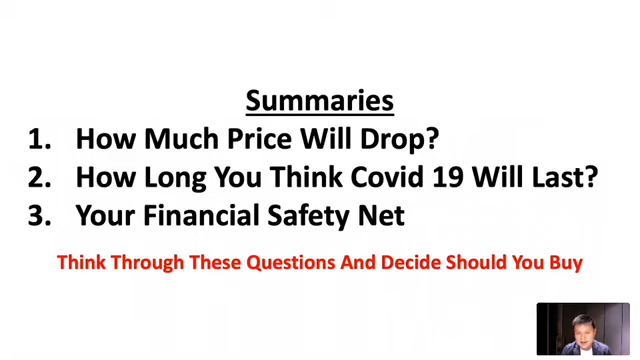 Summaries
1. How Much Price Will Drop?
2. How Long You Think Covid 19 Will Last?
3. Your Financial Safety Net
Think Through These Questions And Decide Should You Buy